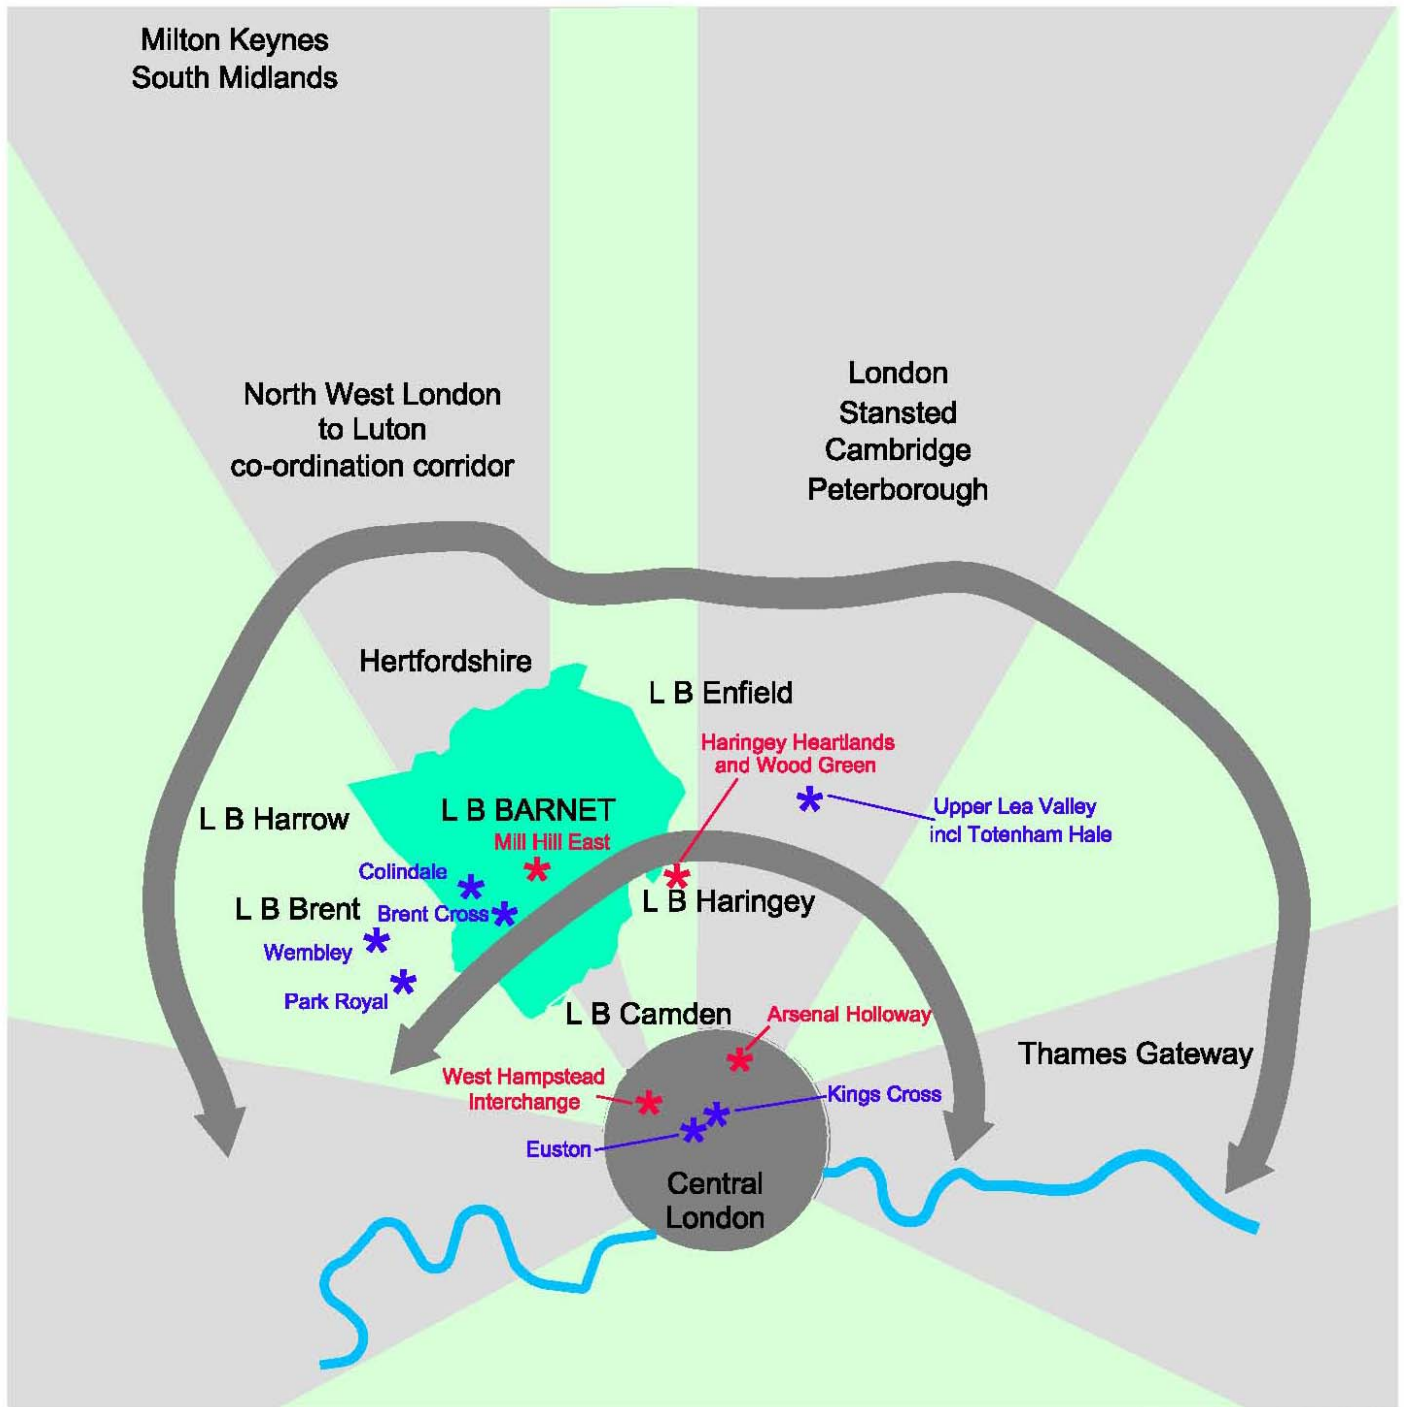 Milton Keynes
South Midlands
North West London
to Luton
co-ordination corridor
London
Stansted
Cambridge
Peterborough
Hertfordshire
L B Enfield
Haringey Heartlands
and Wood Green
Upper Lea Valley
incl Totenham Hale
L B Harrow
L B BARNET
Mill Hill East
Colindale
L B Brent
Brent Cross
L B Haringey
Wembley
Park Royal
L B Camden
Arsenal Holloway
Thames Gateway
West Hampstead
Interchange
Kings Cross
Euston
Central
London